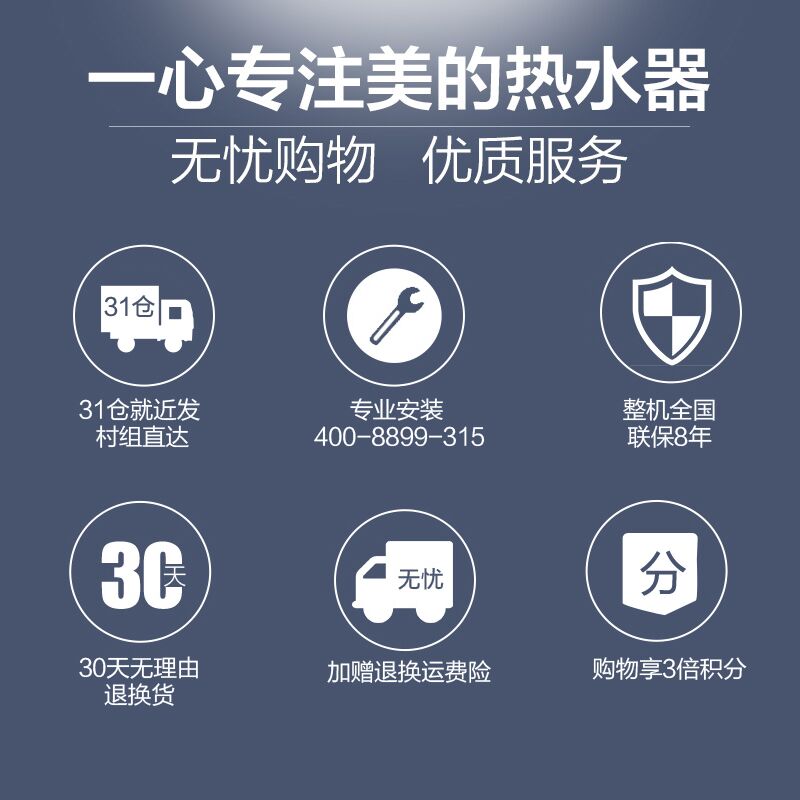 一心专注美的热水器
无忧购物 优质服务
31仓
31仓就近发
村组直达
专业安装
400-8899-315
整机全国
联保8年
30天
30天无理由
退换货
无忧
加赠退换运费险
分
购物享3倍积分